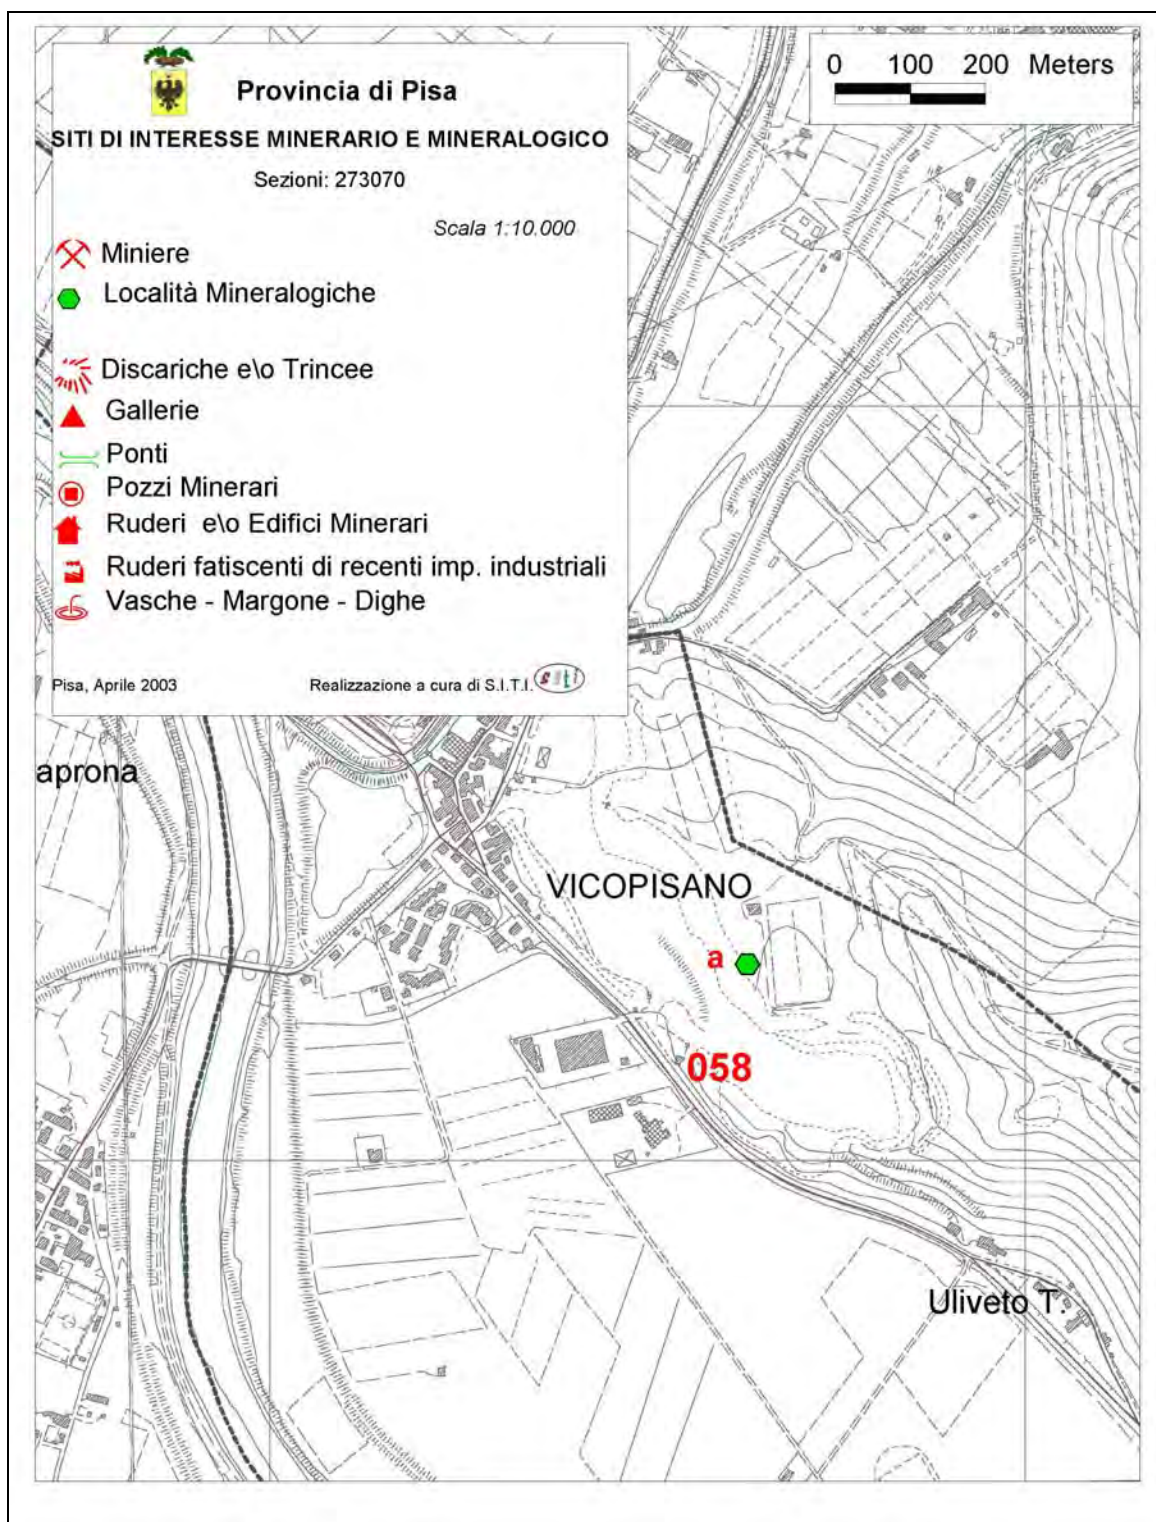 Provincia di Pisa
SITI DI INTERESSE MINERARIO E MINERALOGICO
Sezioni: 273070
Scala 1:10.000
Miniere
Località Mineralogiche
Discariche e\o Trincee
Gallerie
Ponti
Pozzi Minerari
Ruderi e\o Edifici Minerari
Ruderi fatiscenti di recenti imp. industriali
Vasche - Margone - Dighe
Pisa, Aprile 2003 Realizzazione a cura di S.I.T.I.
0 100 200 Meters
aprona
VICOPISANO
a
058
Uliveto T.